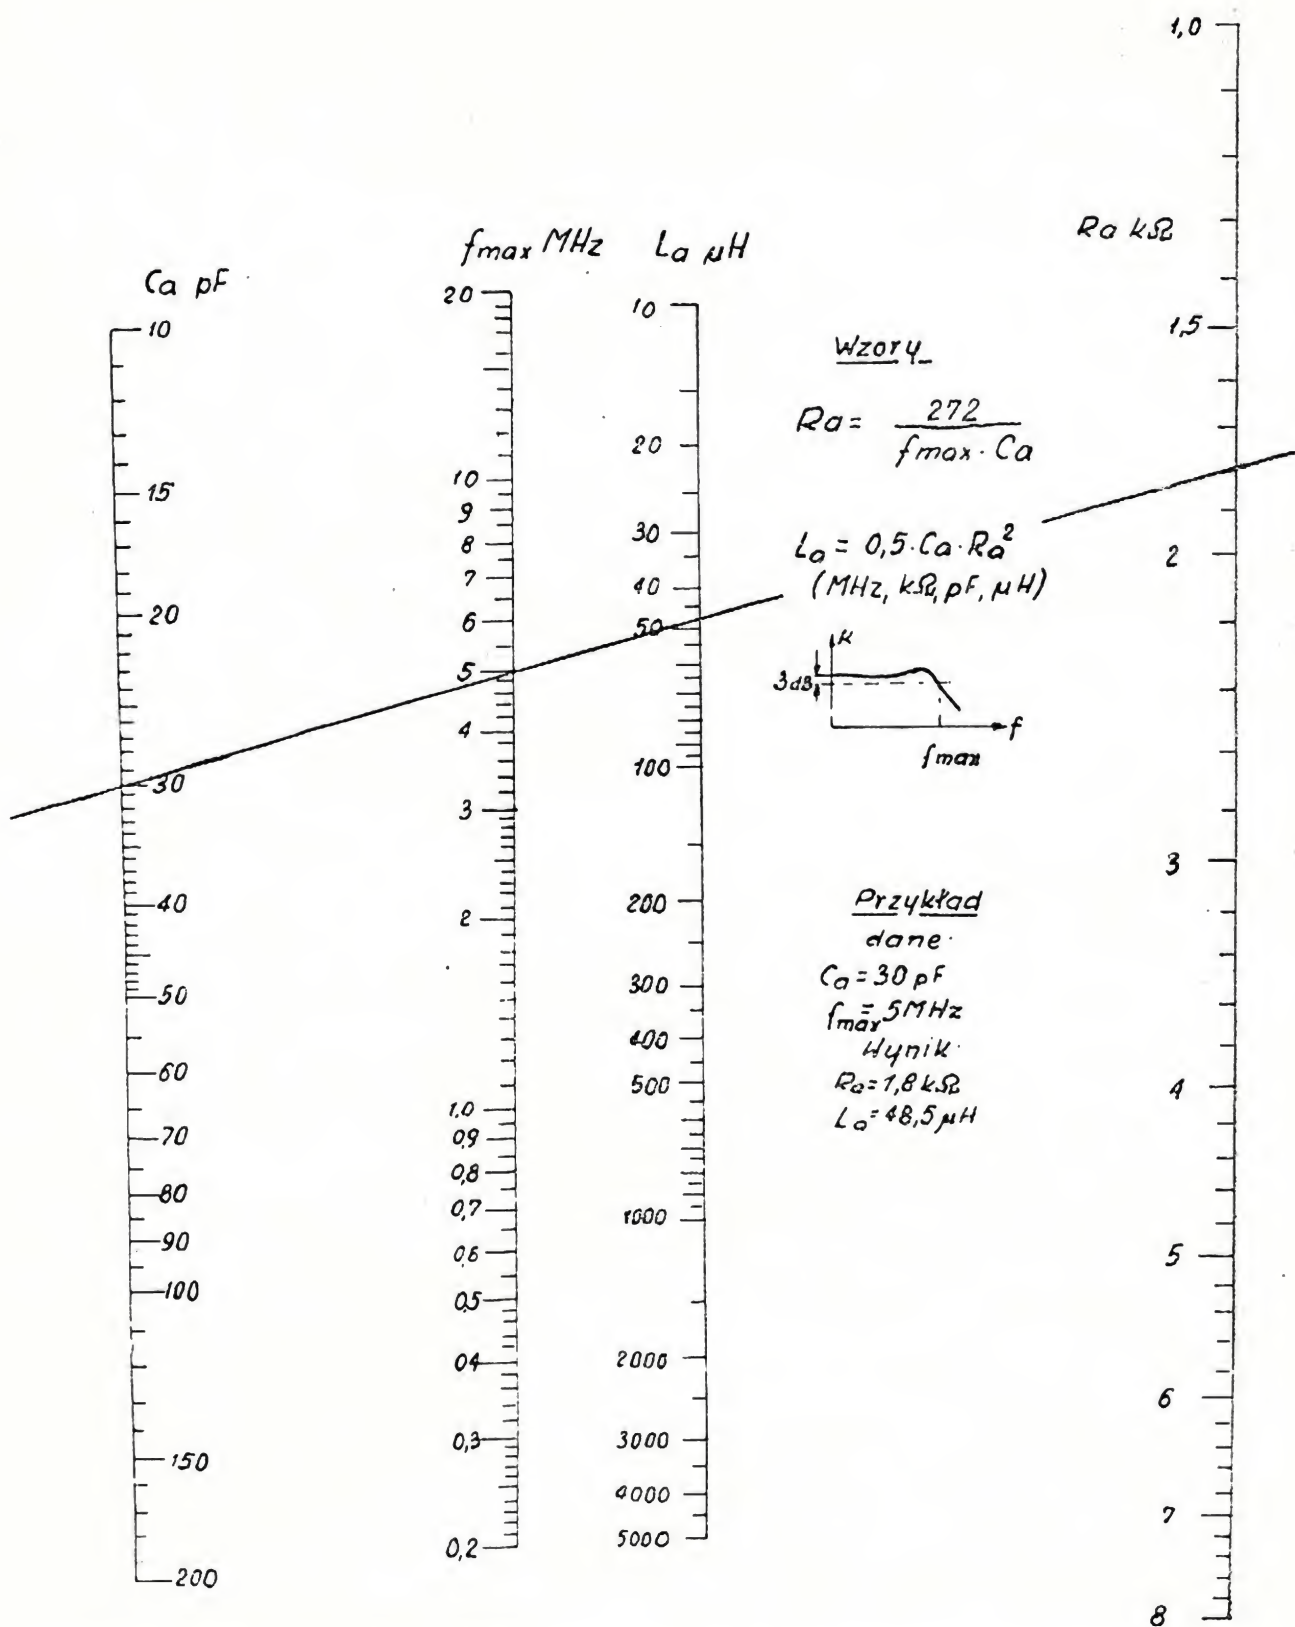 Ca pF
10
15
20
30
40
50
60
70
80
90
100
150
200
fmax MHz
20
10
9
8
7
6
5
4
3
2
1,0
0,9
0,8
0,7
0,6
0,5
04
0,3
0,2
La μH
10
20
30
40
50
100
200
300
400
500
1000
2000
3000
4000
5000
Wzory
Ra = 272 / fmax · Ca
La = 0,5 · Ca · Ra²
(MHz, kΩ, pF, μH)
K
3dB
f
fmax
Przykład
dane
Ca = 30 pF
fmax = 5MHz
Wynik
Ra = 1,8 kΩ
La = 48,5 μH
Ra kΩ
1,0
1,5
2
3
4
5
6
7
8